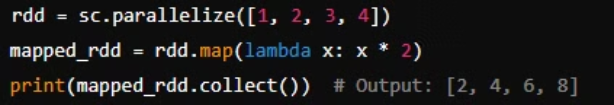 rdd = sc.parallelize([1, 2, 3, 4])
mapped_rdd = rdd.map(lambda x: x * 2)
print(mapped_rdd.collect())  # Output: [2, 4, 6, 8]